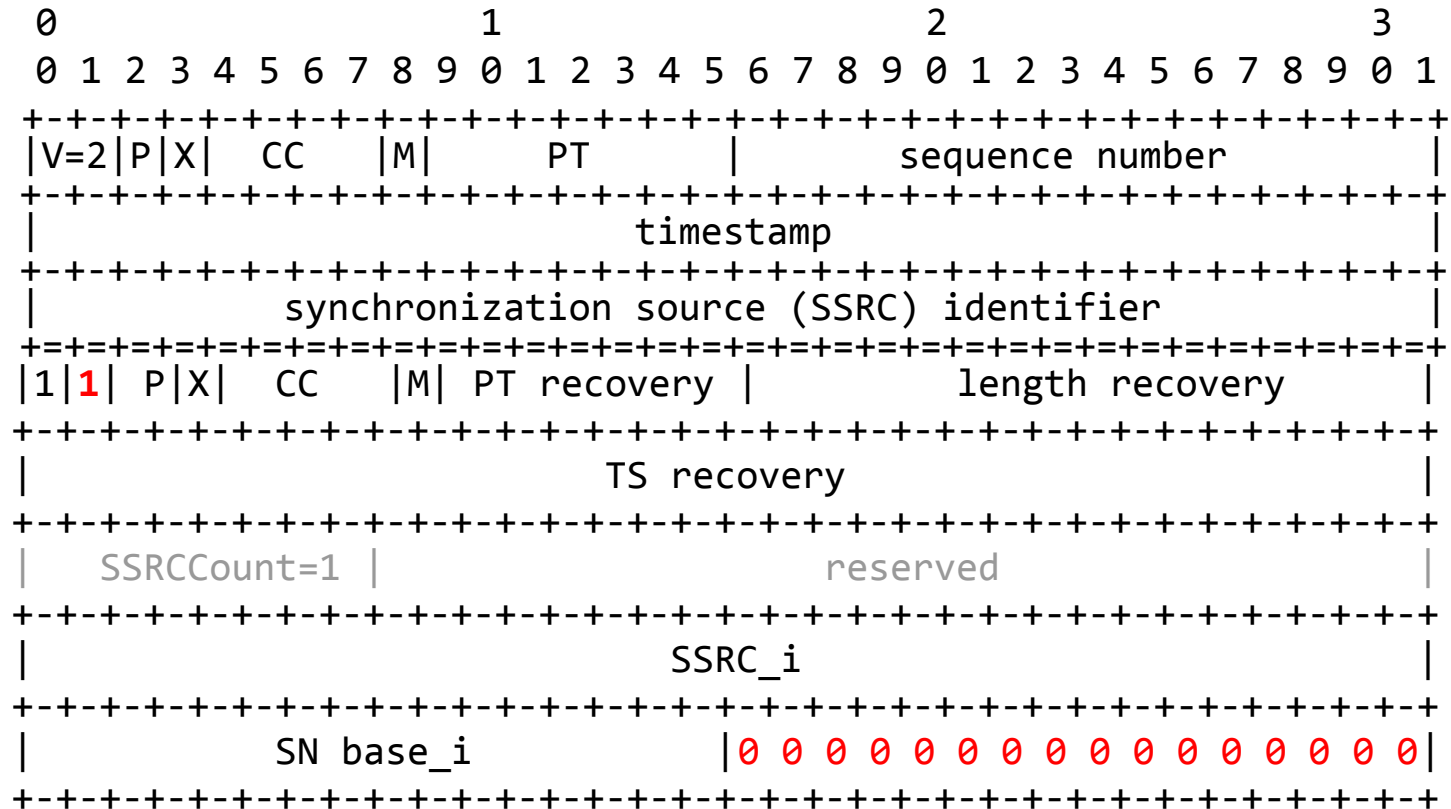 0                   1                   2                   3
0 1 2 3 4 5 6 7 8 9 0 1 2 3 4 5 6 7 8 9 0 1 2 3 4 5 6 7 8 9 0 1
+-+-+-+-+-+-+-+-+-+-+-+-+-+-+-+-+-+-+-+-+-+-+-+-+-+-+-+-+-+-+-+-+
|V=2|P|X|  CC   |M|     PT      |       sequence number         |
+-+-+-+-+-+-+-+-+-+-+-+-+-+-+-+-+-+-+-+-+-+-+-+-+-+-+-+-+-+-+-+-+
|                           timestamp                           |
+-+-+-+-+-+-+-+-+-+-+-+-+-+-+-+-+-+-+-+-+-+-+-+-+-+-+-+-+-+-+-+-+
|           synchronization source (SSRC) identifier            |
+=+=+=+=+=+=+=+=+=+=+=+=+=+=+=+=+=+=+=+=+=+=+=+=+=+=+=+=+=+=+=+=+
|1|1| P|X|  CC   |M| PT recovery |         length recovery      |
+-+-+-+-+-+-+-+-+-+-+-+-+-+-+-+-+-+-+-+-+-+-+-+-+-+-+-+-+-+-+-+-+
|                          TS recovery                          |
+-+-+-+-+-+-+-+-+-+-+-+-+-+-+-+-+-+-+-+-+-+-+-+-+-+-+-+-+-+-+-+-+
|   SSRCCount=1 |                    reserved                   |
+-+-+-+-+-+-+-+-+-+-+-+-+-+-+-+-+-+-+-+-+-+-+-+-+-+-+-+-+-+-+-+-+
|                             SSRC_i                            |
+-+-+-+-+-+-+-+-+-+-+-+-+-+-+-+-+-+-+-+-+-+-+-+-+-+-+-+-+-+-+-+-+
|           SN base_i           |0 0 0 0 0 0 0 0 0 0 0 0 0 0 0 0|
+-+-+-+-+-+-+-+-+-+-+-+-+-+-+-+-+-+-+-+-+-+-+-+-+-+-+-+-+-+-+-+-+